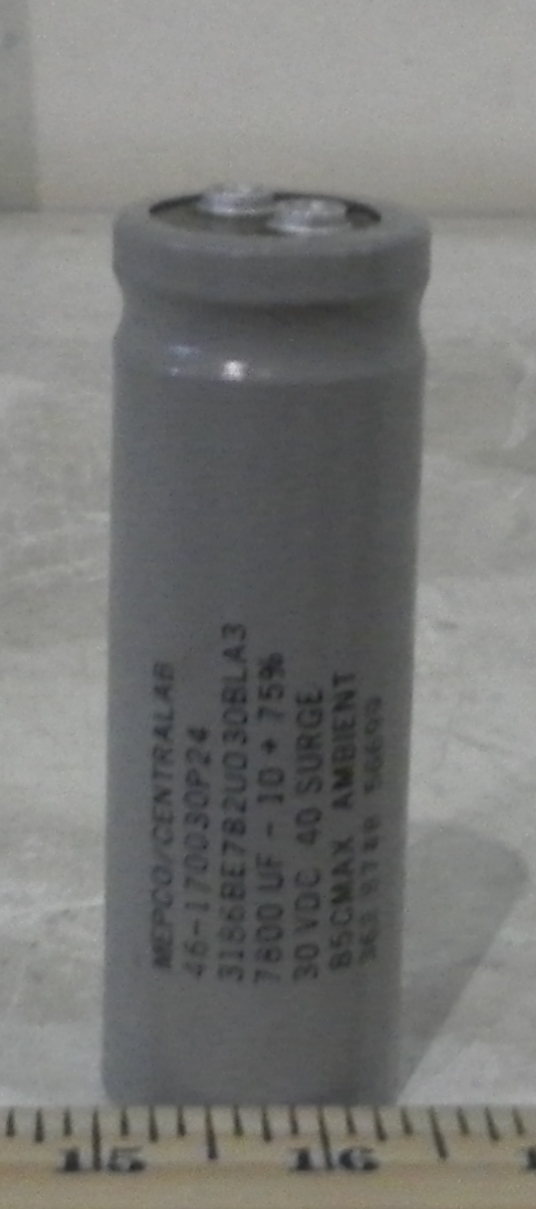 MEPCO/CENTRALAB
46-170030P24
3186BE782U030BLA3
7800 UF - 10 + 75%
30 VDC 40 SURGE
85CMAX AMBIENT
15 16